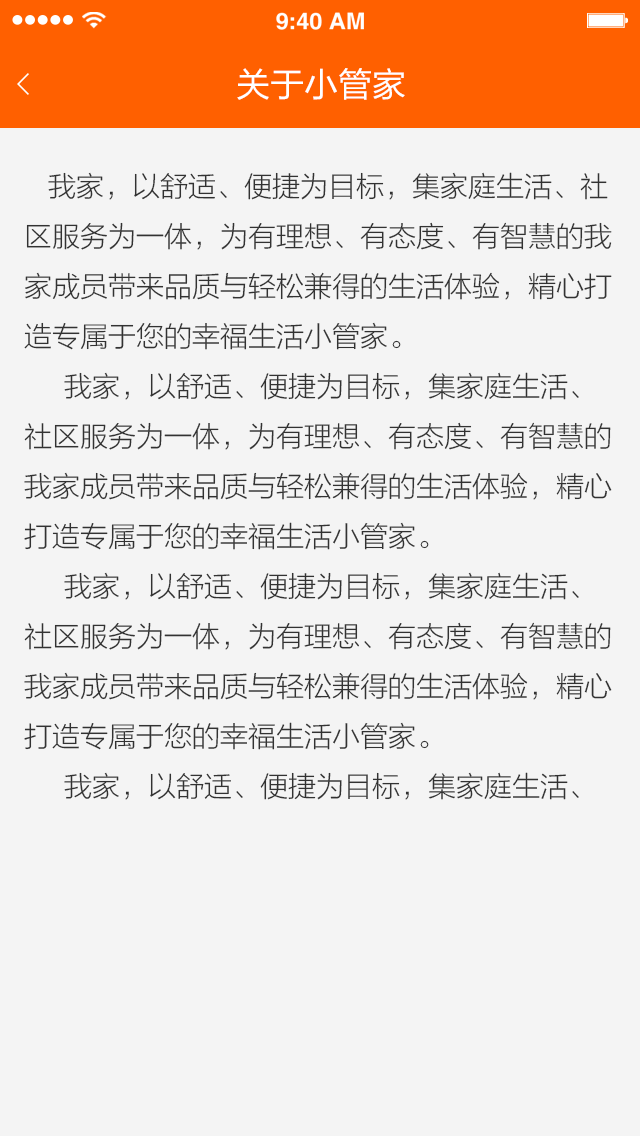 9:40 AM
关于小管家
我家，以舒适、便捷为目标，集家庭生活、社
区服务为一体，为有理想、有态度、有智慧的我
家成员带来品质与轻松兼得的生活体验，精心打
造专属于您的幸福生活小管家。
我家，以舒适、便捷为目标，集家庭生活、
社区服务为一体，为有理想、有态度、有智慧的
我家成员带来品质与轻松兼得的生活体验，精心
打造专属于您的幸福生活小管家。
我家，以舒适、便捷为目标，集家庭生活、
社区服务为一体，为有理想、有态度、有智慧的
我家成员带来品质与轻松兼得的生活体验，精心
打造专属于您的幸福生活小管家。
我家，以舒适、便捷为目标，集家庭生活、